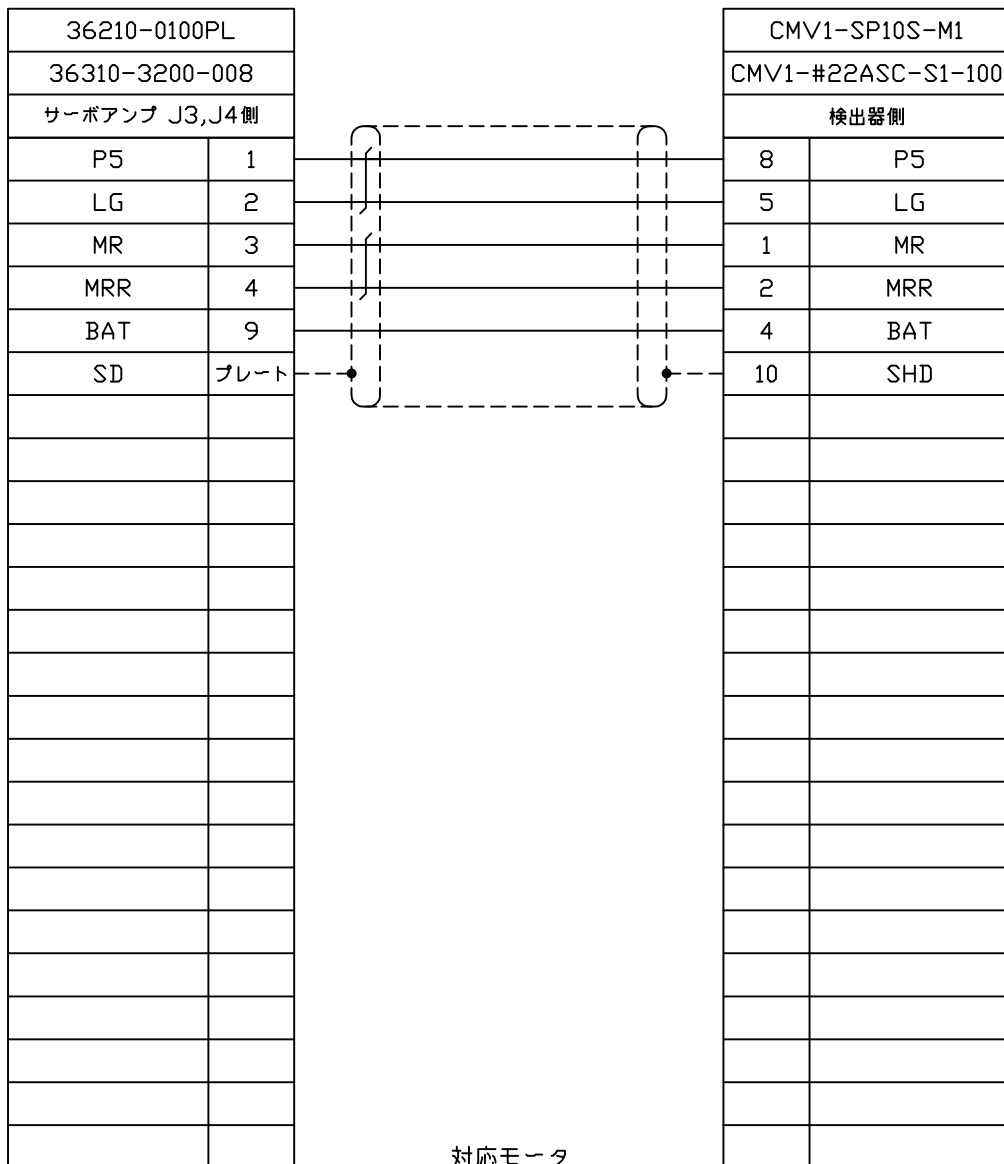 36210-0100PL CMV1-SP10S-M1
36310-3200-008 CMV1-#22ASC-S1-100
サーボアンプ J3,J4側 検出器側
P5 1 8 P5
LG 2 5 LG
MR 3 1 MR
MRR 4 2 MRR
BAT 9 4 BAT
SD プレート 10 SHD
対応モータ